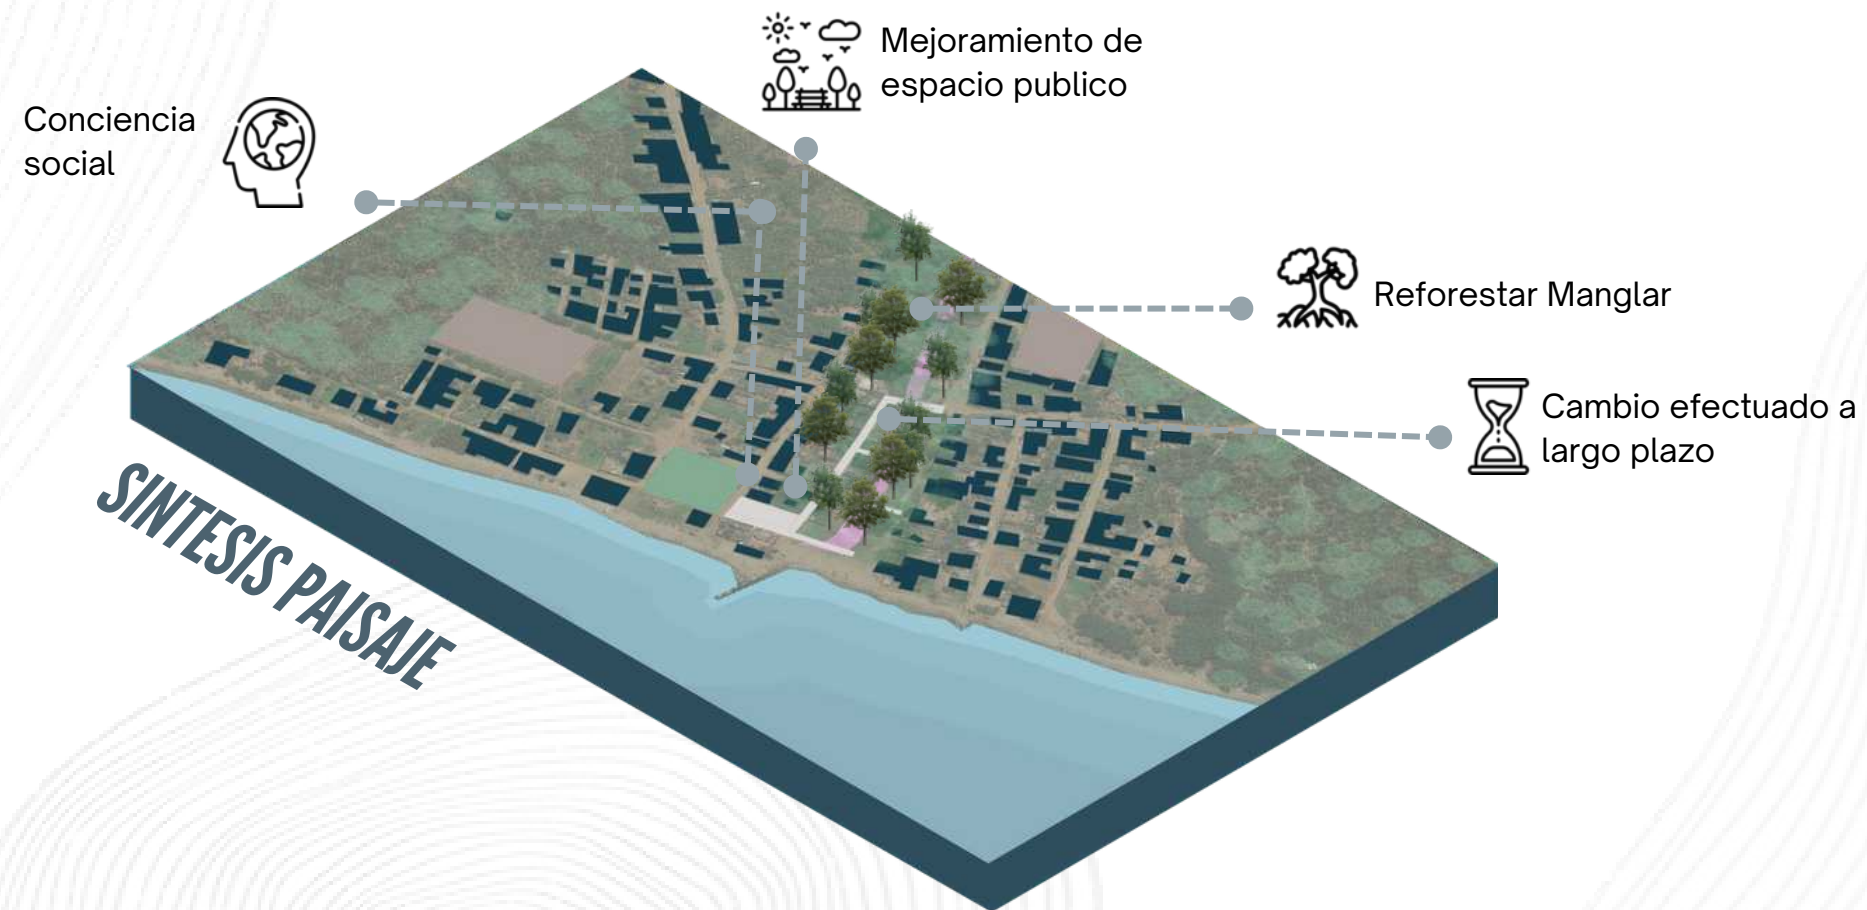 Mejoramiento de
espacio publico
Conciencia
social
Reforestar Manglar
Cambio efectuado a
largo plazo
SINTESIS PAISAJE